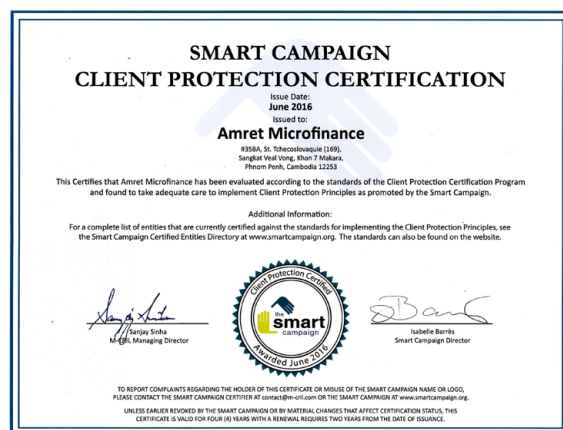 SMART CAMPAIGN
CLIENT PROTECTION CERTIFICATION
Issue Date:
June 2016
Issued to:
Amret Microfinance
#35BA, St. Tchecoslovaquie (169),
Sangkat Veal Vong, Khan 7 Makara,
Phnom Penh, Cambodia 12253
This Certifies that Amret Microfinance has been evaluated according to the standards of the Client Protection Certification Program
and found to take adequate care to implement Client Protection Principles as promoted by the Smart Campaign.
Additional Information:
For a complete list of entities that are currently certified against the standards for implementing the Client Protection Principles, see
the Smart Campaign Certified Entities Directory at www.smartcampaign.org. The standards can also be found on the website.
Client Protection Certified
the
smart
campaign
Awarded June 2016
Sanjay Sinha
M-CRIL Managing Director
Isabelle Barrès
Smart Campaign Director
TO REPORT COMPLAINTS REGARDING THE HOLDER OF THIS CERTIFICATE OR MISUSE OF THE SMART CAMPAIGN NAME OR LOGO,
PLEASE CONTACT THE SMART CAMPAIGN CERTIFIER AT contact@m-cril.com OR THE SMART CAMPAIGN AT www.smartcampaign.org.
UNLESS EARLIER REVOKED BY THE SMART CAMPAIGN OR BY MATERIAL CHANGES THAT AFFECT CERTIFICATION STATUS, THIS
CERTIFICATE IS VALID FOR FOUR (4) YEARS WITH A RENEWAL REQUIRES TWO YEARS FROM THE DATE OF ISSUANCE.